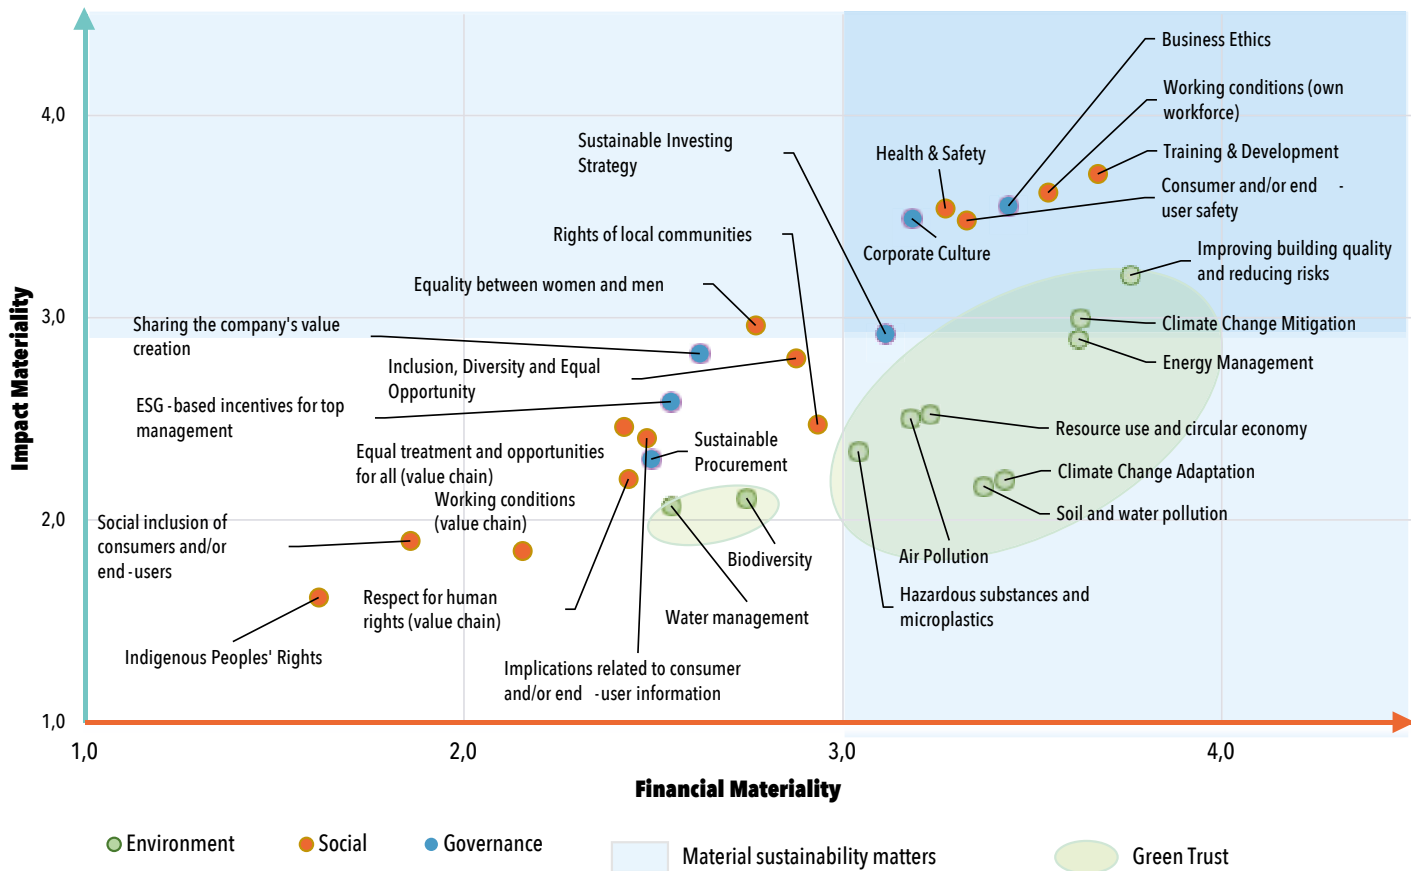 Business Ethics
4,0
Working conditions (own
workforce)
Sustainable Investing
Strategy
Health & Safety
Training & Development
Consumer and/or end -
user safety
Rights of local communities
Corporate Culture
Improving building quality
and reducing risks
Equality between women and men
3,0
Sharing the company's value
creation
Climate Change Mitigation
Inclusion, Diversity and Equal
Opportunity
Energy Management
ESG -based incentives for top
management
Impact Materiality
Sustainable
Procurement
Resource use and circular economy
Equal treatment and opportunities
for all (value chain)
Climate Change Adaptation
Working conditions
(value chain)
2,0
Soil and water pollution
Social inclusion of
consumers and/or
end -users
Biodiversity
Air Pollution
Respect for human
rights (value chain)
Water management
Hazardous substances and
microplastics
Indigenous Peoples' Rights
Implications related to consumer
and/or end -user information
1,0
1,0
2,0
3,0
4,0
Financial Materiality
Environment
Social
Governance
Material sustainability matters
Green Trust